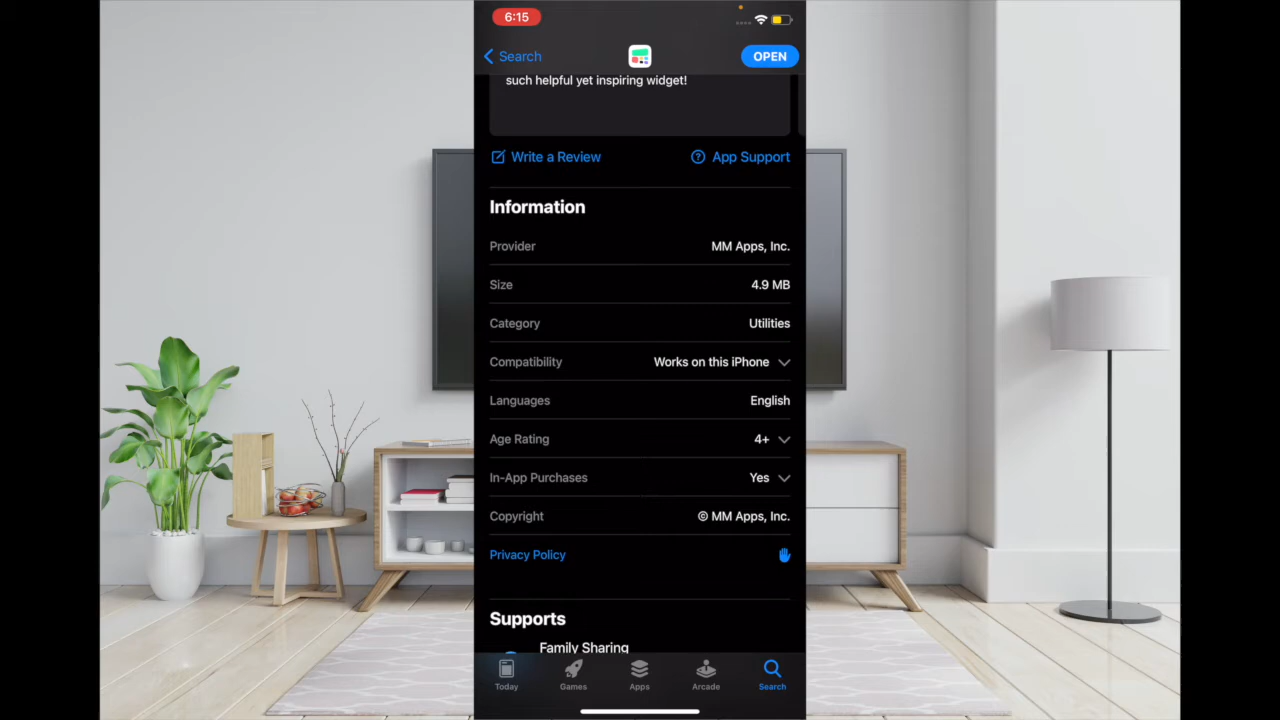 6:15
Search
OPEN
such helpful yet inspiring widget!
Write a Review
App Support
Information
Provider MM Apps, Inc.
Size 4.9 MB
Category Utilities
Compatibility Works on this iPhone
Languages English
Age Rating 4+
In-App Purchases Yes
Copyright © MM Apps, Inc.
Privacy Policy
Supports
Family Sharing
Today Games Apps Arcade Search